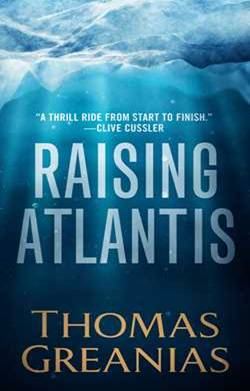 "A THRILL RIDE FROM START TO FINISH."
—CLIVE CUSSLER
RAISING
ATLANTIS
THOMAS
GREANIAS